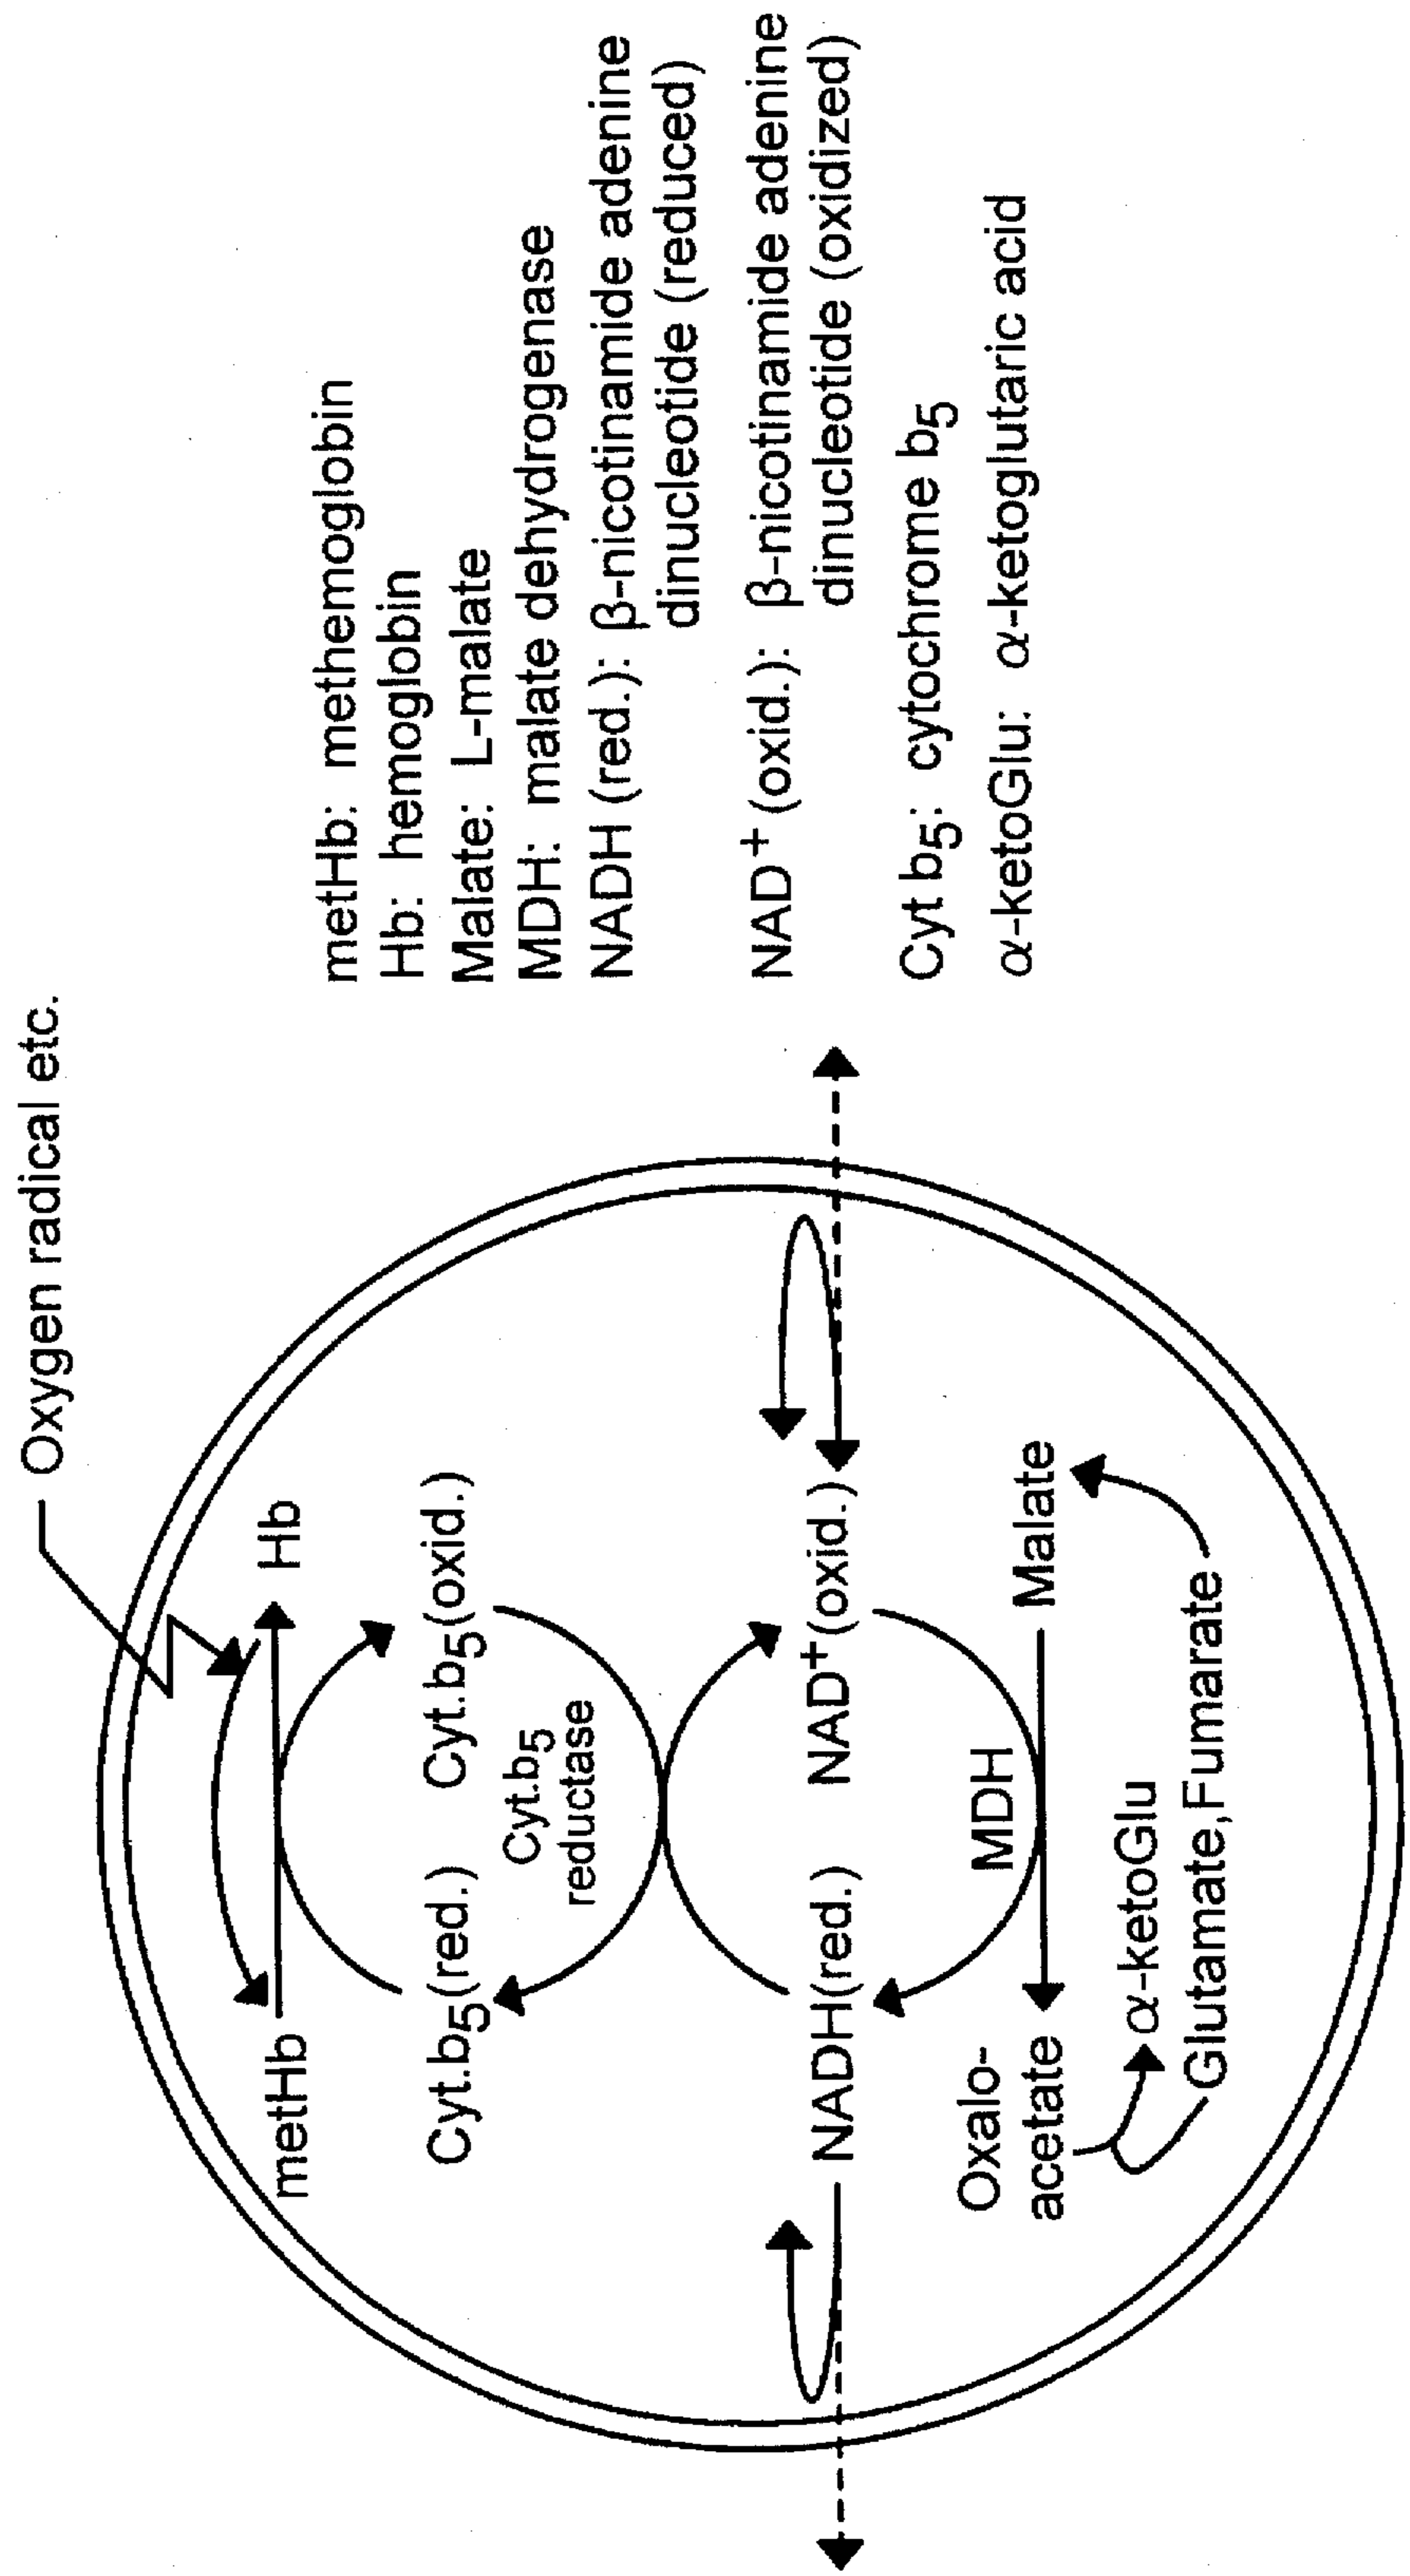 Oxygen radical etc.
metHb
Hb
Cyt.b5(red.)
Cyt.b5(oxid.)
Cyt.b5
reductase
NADH(red.)
NAD+(oxid.)
MDH
Oxalo-
acetate
Malate
α-ketoGlu
Glutamate,Fumarate
metHb: methemoglobin
Hb: hemoglobin
Malate: L-malate
MDH: malate dehydrogenase
NADH (red.): β-nicotinamide adenine
dinucleotide (reduced)
NAD+ (oxid.): β-nicotinamide adenine
dinucleotide (oxidized)
Cyt b5: cytochrome b5
α-ketoGlu: α-ketoglutaric acid